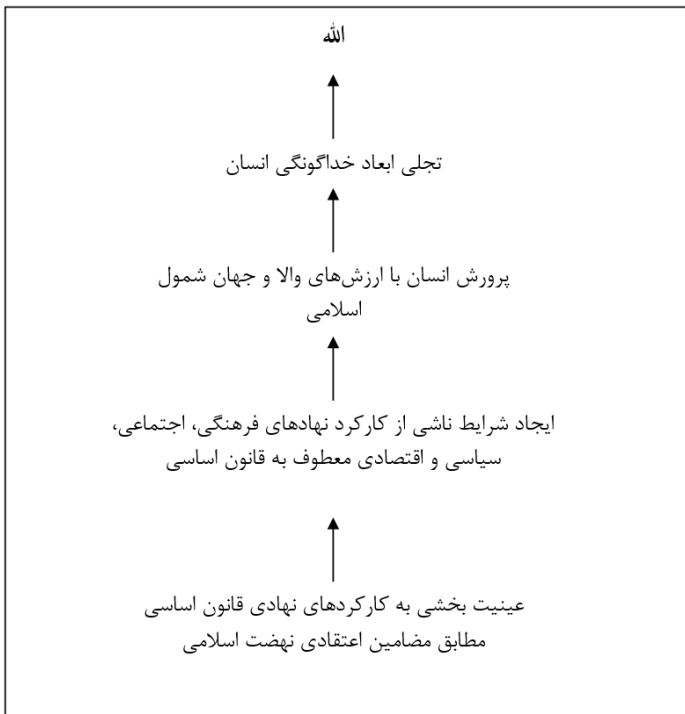 الله
تجلی ابعاد خداگونگی انسان
پرورش انسان با ارزش‌های والا و جهان شمول
اسلامی
ایجاد شرایط ناشی از کارکرد نهادهای فرهنگی، اجتماعی،
سیاسی و اقتصادی معطوف به قانون اساسی
عینیت بخشی به کارکردهای نهادی قانون اساسی
مطابق مضامین اعتقادی نهضت اسلامی